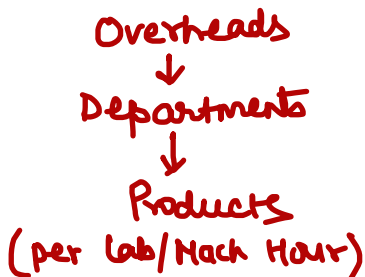 Overheads
↓
Departments
↓
Products
(per Lab/Mach Hour)